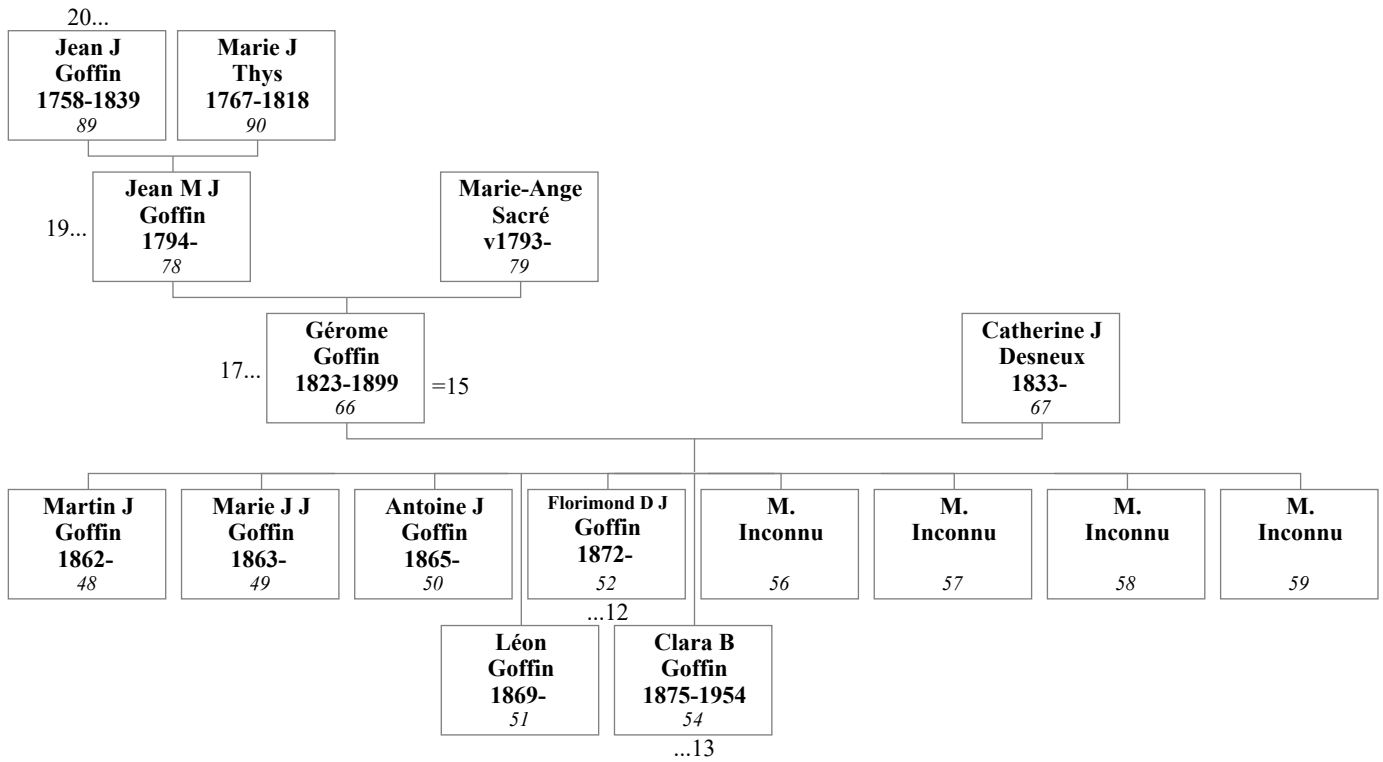 20...
Jean J
Goffin
1758-1839
89
Marie J
Thys
1767-1818
90
19...
Jean M J
Goffin
1794-
78
Marie-Ange
Sacré
v1793-
79
17...
Gérome
Goffin
1823-1899
66
=15
Catherine J
Desneux
1833-
67
Martin J
Goffin
1862-
48
Marie J J
Goffin
1863-
49
Antoine J
Goffin
1865-
50
Florimond D J
Goffin
1872-
52
...12
M.
Inconnu
56
M.
Inconnu
57
M.
Inconnu
58
M.
Inconnu
59
Léon
Goffin
1869-
51
Clara B
Goffin
1875-1954
54
...13